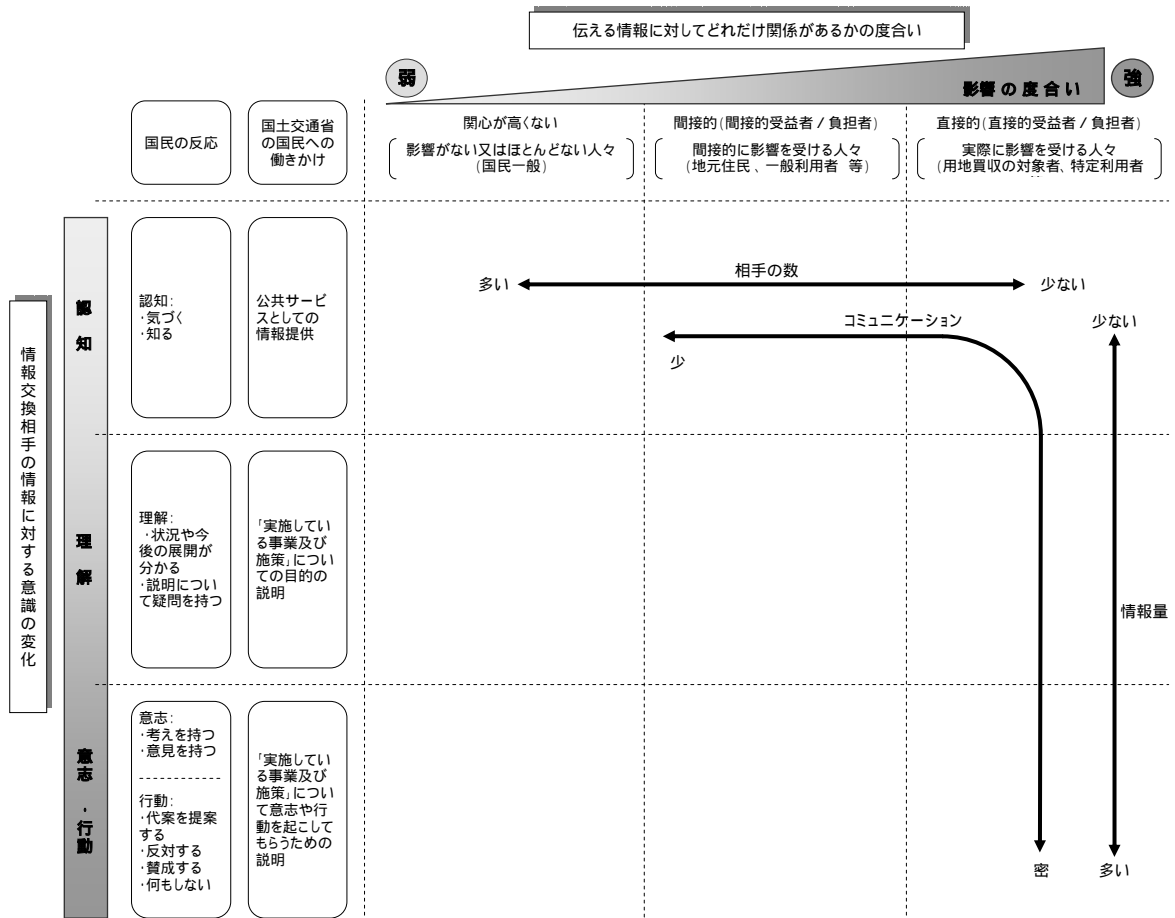 伝える情報に対してどれだけ関係があるかの度合い
弱
影響の度合い
強
国民の反応
国土交通省
の国民への
働きかけ
関心が高くない
影響がない又はほとんどない人々
(国民一般)
間接的(間接的受益者/負担者)
間接的に影響を受ける人々
(地元住民、一般利用者 等)
直接的(直接的受益者/負担者)
実際に影響を受ける人々
(用地買収の対象者、特定利用者
情報交換相手の情報に対する意識の変化
認知
認知:
・気づく
・知る
公共サービ
スとしての
情報提供
多い
相手の数
少ない
コミュニケーション
少
少ない
理解
理解:
・状況や今
後の展開が
分かる
・説明につい
て疑問を持つ
「実施してい
る事業及び
施策」につい
ての目的の
説明
情報量
意志・行動
意志:
・考えを持つ
・意見を持つ
行動:
・代案を提案
する
・反対する
・賛成する
・何もしない
「実施してい
る事業及び
施策」につい
て意志や行
動を起こして
もらうための
説明
密
多い